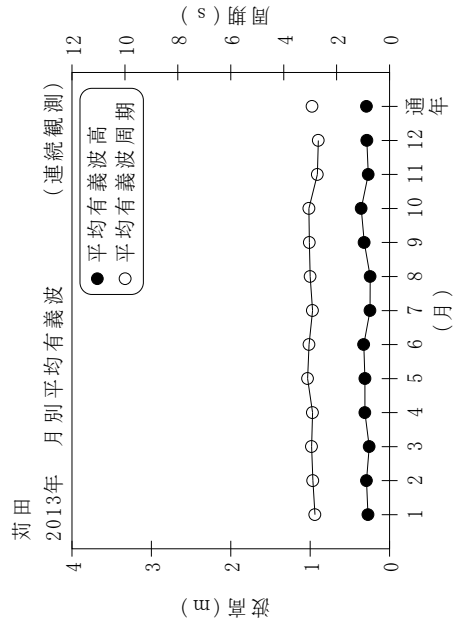 苅田
2013年 月別平均有義波 (連続観測)
平均有義波高
平均有義波周期
波高(m)
4
3
2
1
0
周期(s)
12
10
8
6
4
2
0
1 2 3 4 5 6 7 8 9 10 11 12 通年
(月)